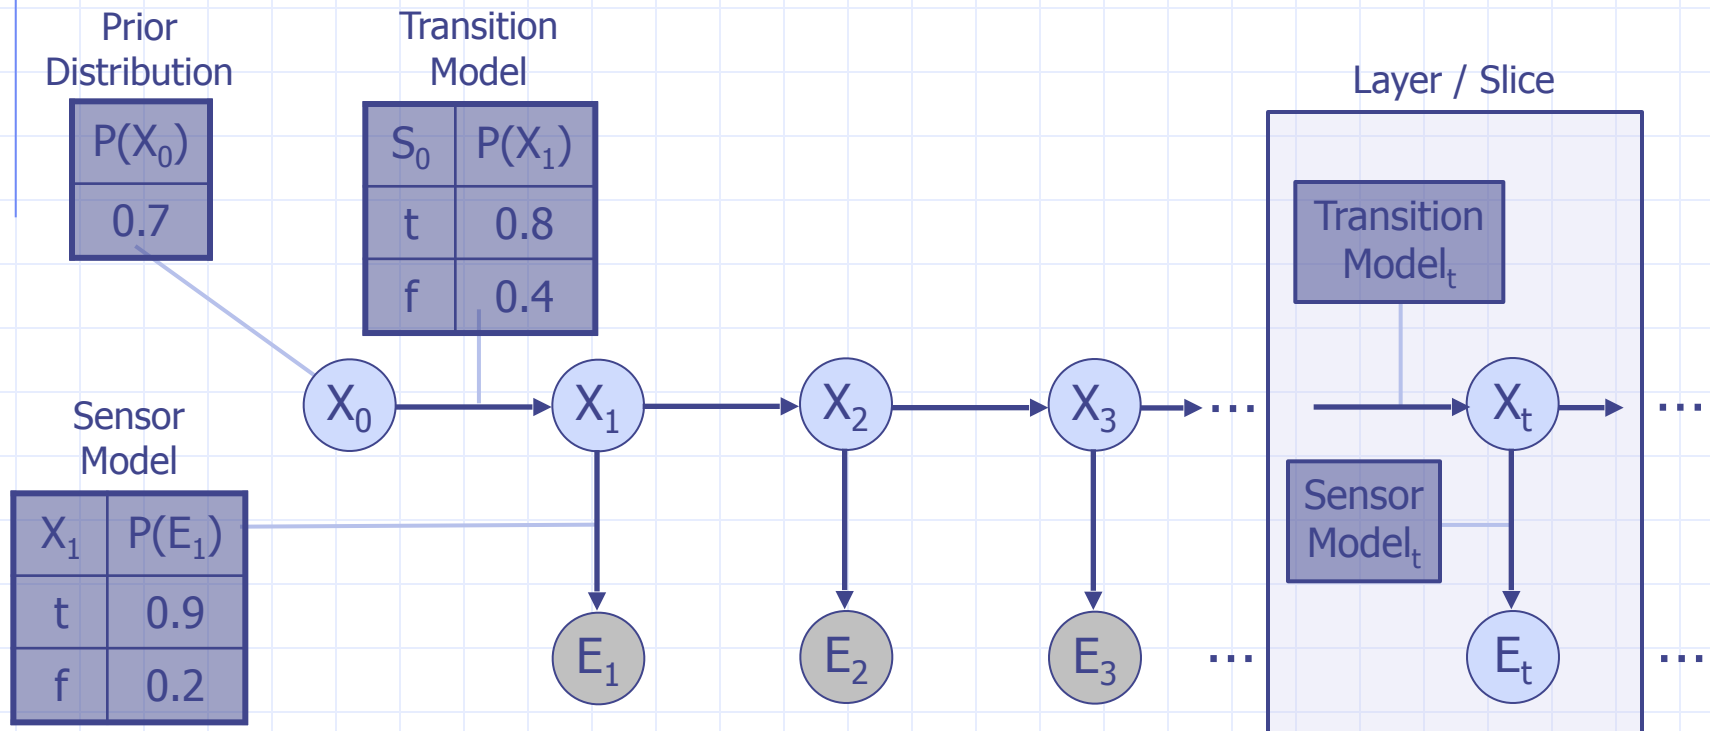 Prior
Distribution
P(X₀)
0.7
Transition
Model
S₀ P(X₁)
t 0.8
f 0.4
Layer / Slice
Transition
Modelₜ
X₀ X₁ X₂ X₃ ... Xₜ ...
Sensor
Model
X₁ P(E₁)
t 0.9
f 0.2
Sensor
Modelₜ
E₁ E₂ E₃ ... Eₜ ...